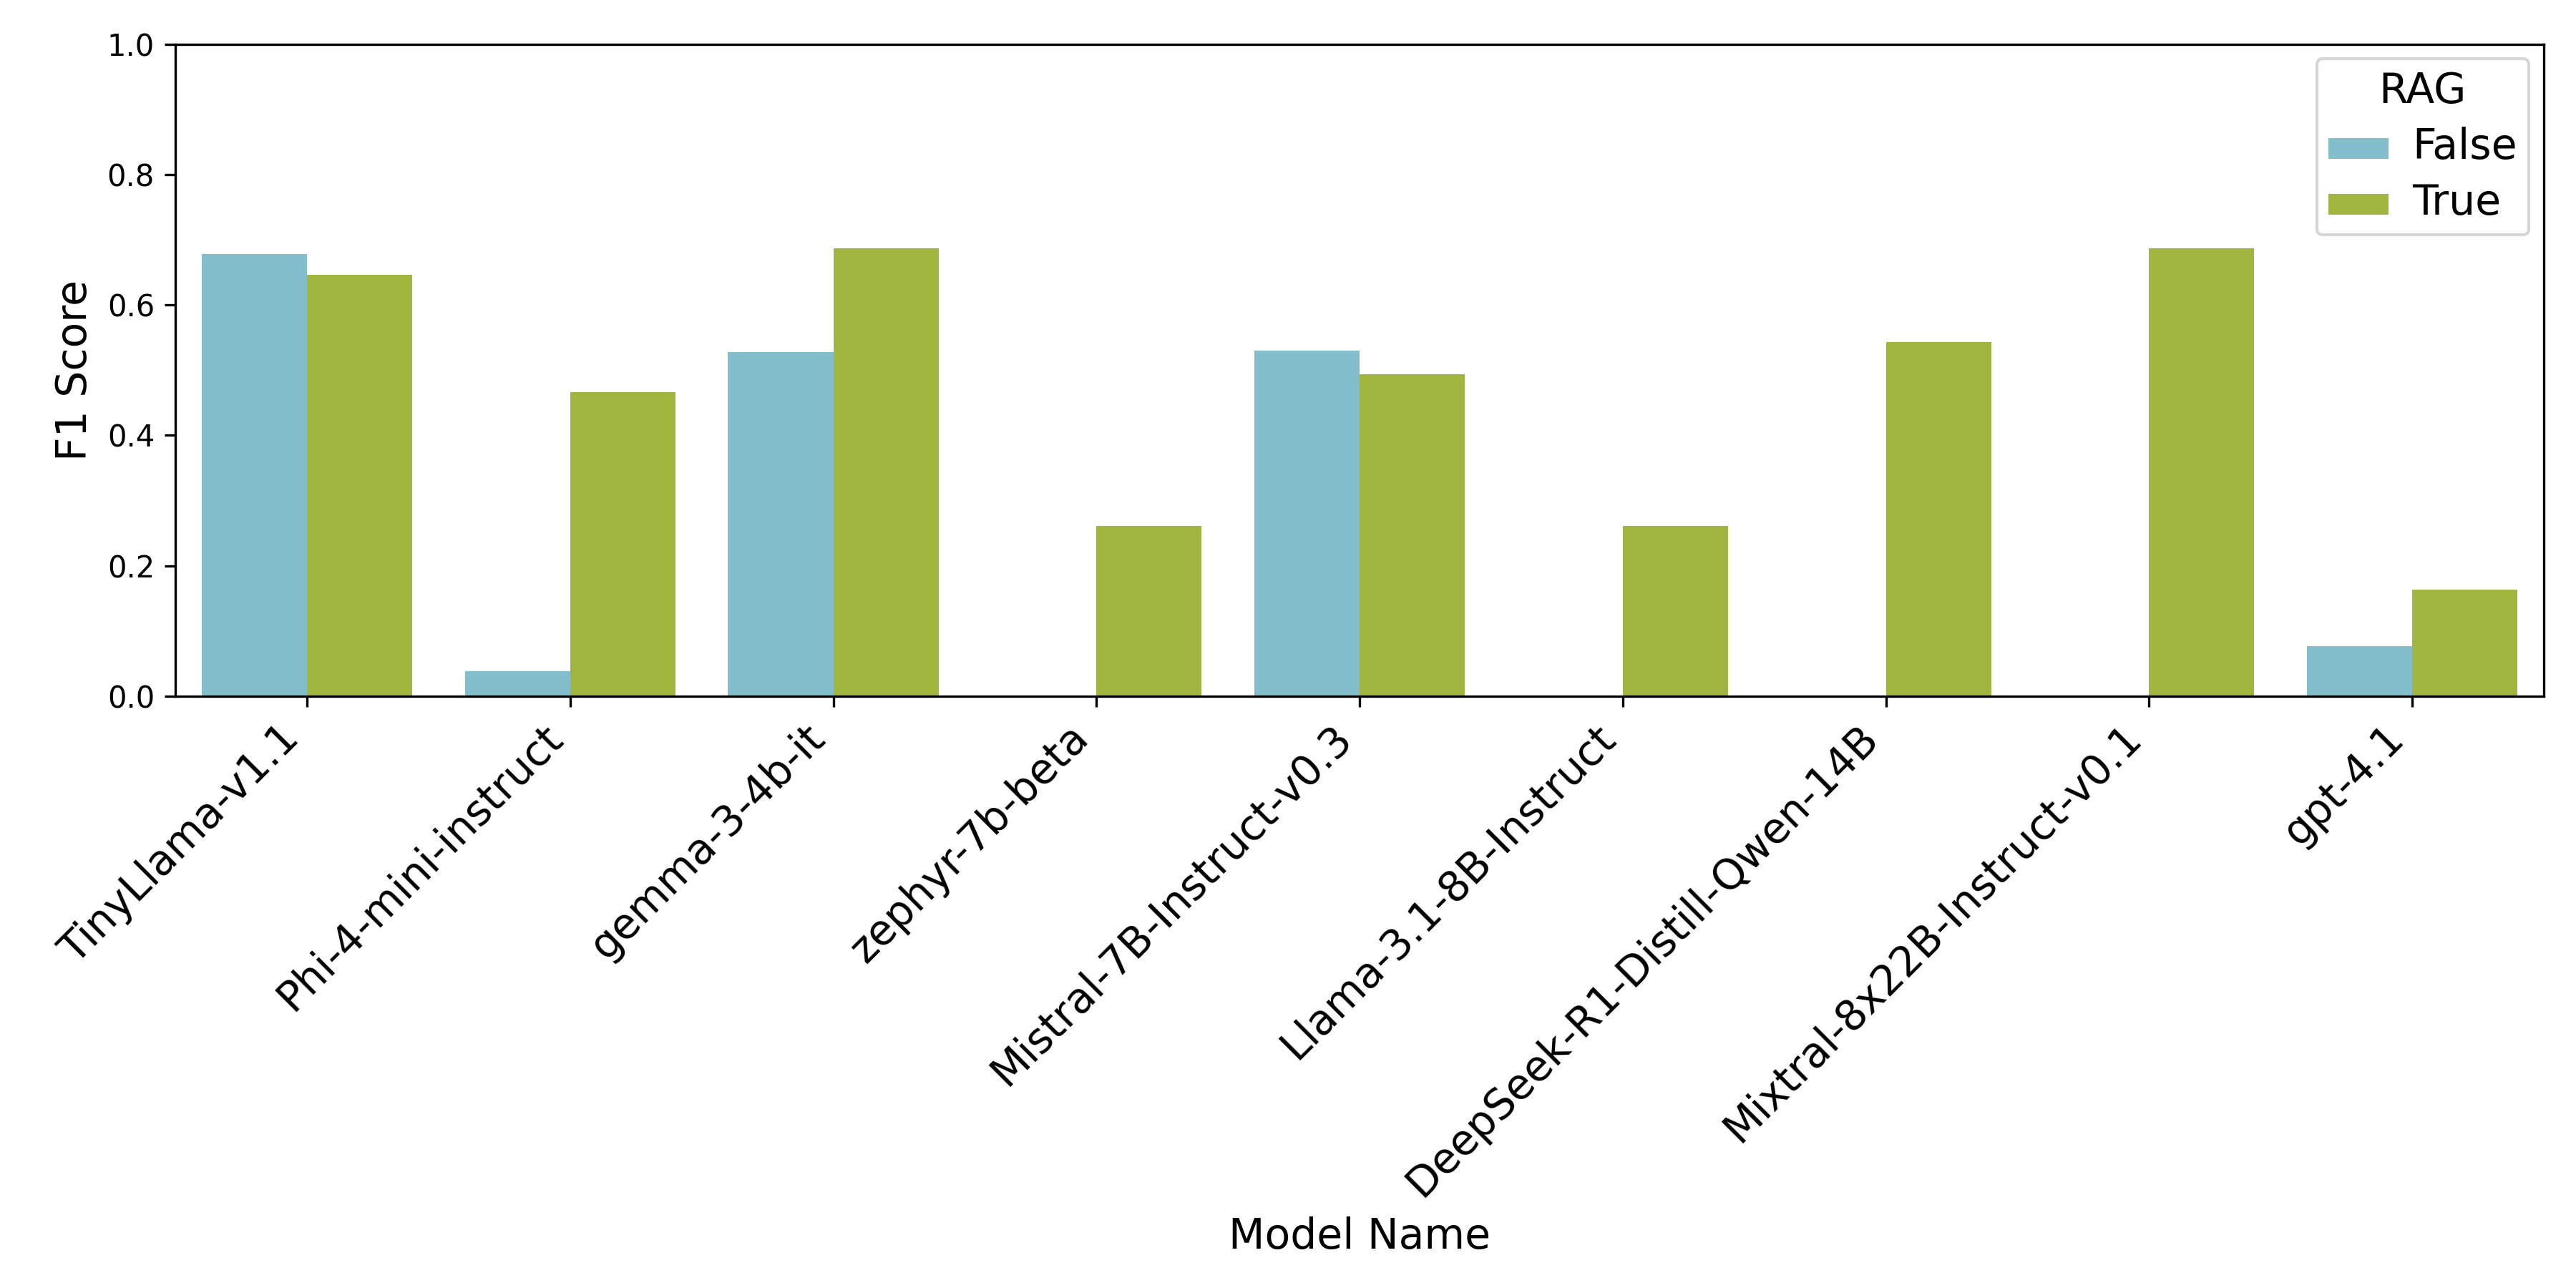 1.0
0.8
0.6
0.4
0.2
0.0
F1 Score
RAG
False
True
TinyLlama-v1.1
Phi-4-mini-instruct
gemma-3-4b-it
zephyr-7b-beta
Mistral-7B-Instruct-v0.3
Llama-3.1-8B-Instruct
DeepSeek-R1-Distill-Qwen-14B
Mixtral-8x22B-Instruct-v0.1
gpt-4.1
Model Name